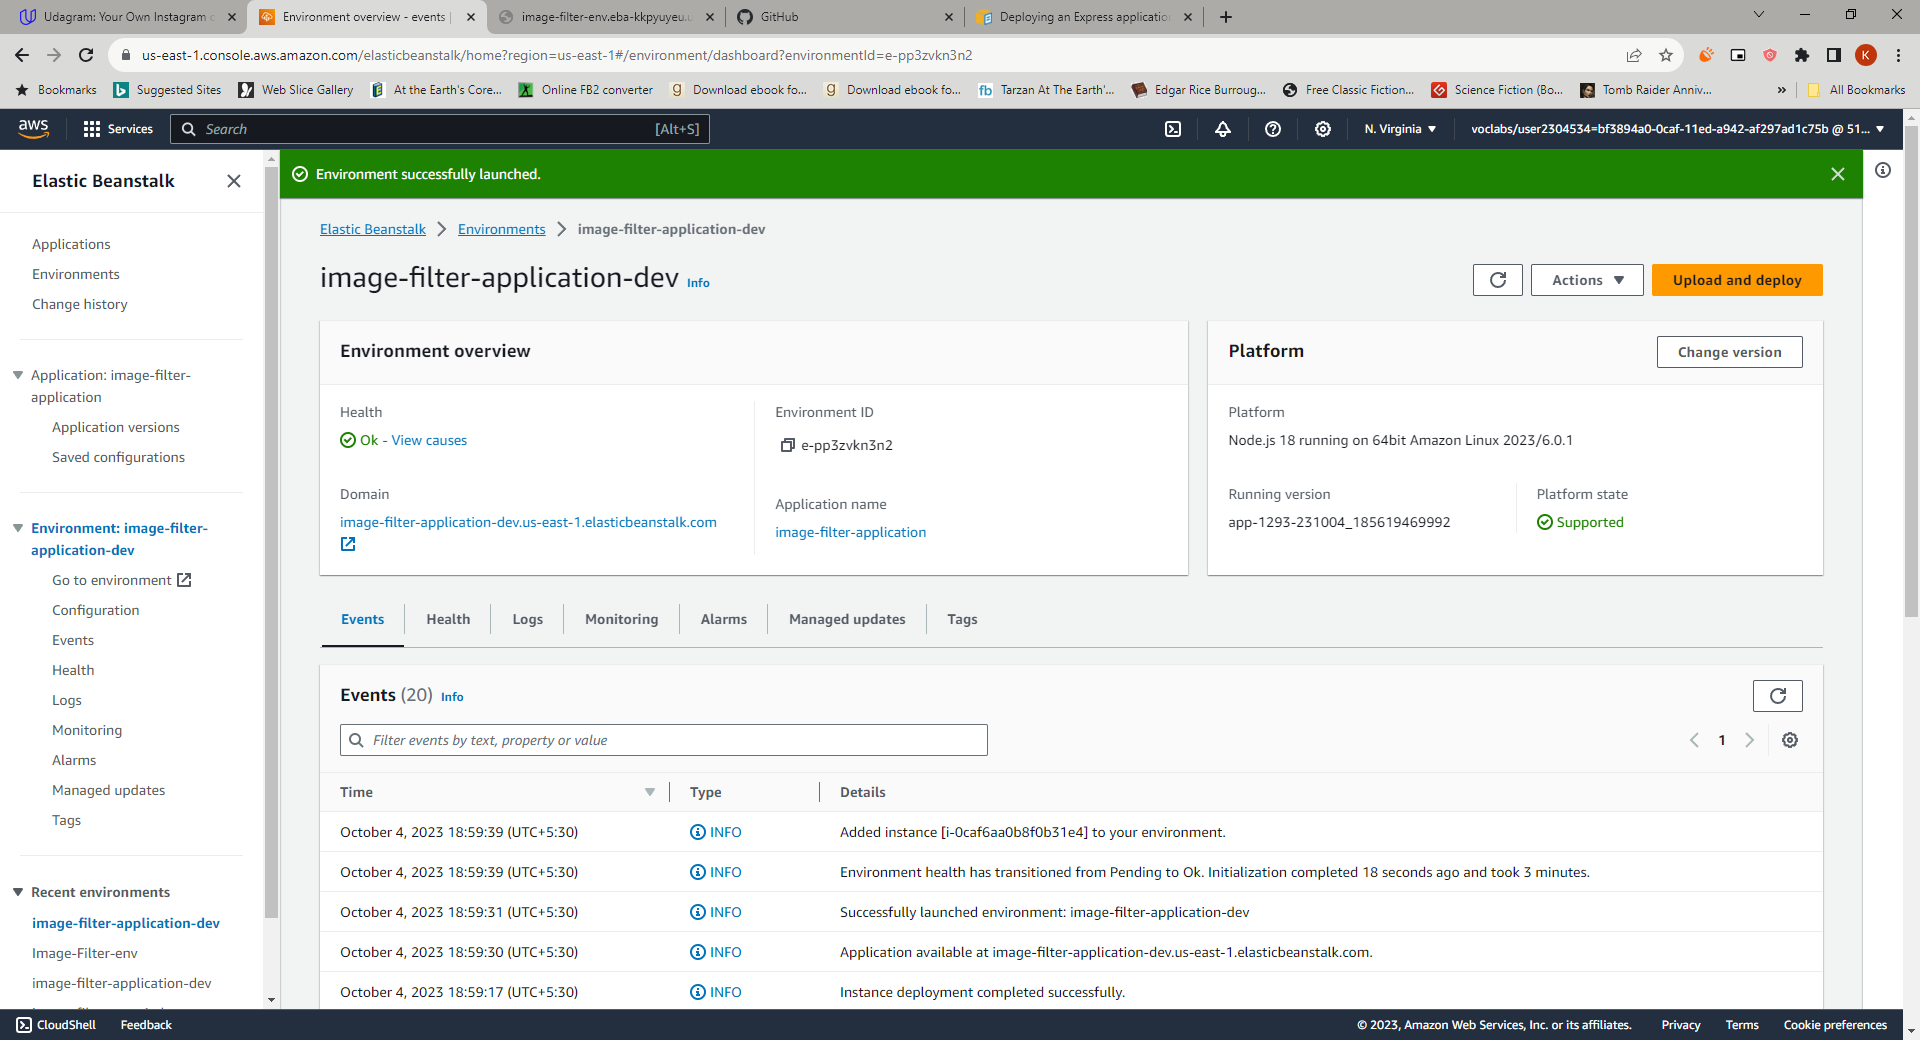 Udagram: Your Own Instagram
Environment overview - events
image-filter-env.eba-kkpyuyeu.u
GitHub
Deploying an Express application
us-east-1.console.aws.amazon.com/elasticbeanstalk/home?region=us-east-1#/environment/dashboard?environmentId=e-pp3zvkn3n2
K
Bookmarks
Suggested Sites
Web Slice Gallery
At the Earth's Core...
Online FB2 converter
Download ebook fo...
Download ebook fo...
Tarzan At The Earth'...
Edgar Rice Burroug...
Free Classic Fiction...
Science Fiction (Bo...
Tomb Raider Anniv...
»
All Bookmarks
aws
Services
Search
[Alt+S]
N. Virginia
voclabs/user2304534=bf3894a0-0caf-11ed-a942-af297ad1c75b @ 51...
Elastic Beanstalk
Applications
Environments
Change history
Application: image-filter-
application
Application versions
Saved configurations
Environment: image-filter-
application-dev
Go to environment
Configuration
Events
Health
Logs
Monitoring
Alarms
Managed updates
Tags
Recent environments
image-filter-application-dev
Image-Filter-env
image-filter-application-dev
Environment successfully launched.
Elastic Beanstalk
Environments
image-filter-application-dev
image-filter-application-dev Info
Actions
Upload and deploy
Environment overview
Health
Ok - View causes
Domain
image-filter-application-dev.us-east-1.elasticbeanstalk.com
Environment ID
e-pp3zvkn3n2
Application name
image-filter-application
Platform
Change version
Platform
Node.js 18 running on 64bit Amazon Linux 2023/6.0.1
Running version
app-1293-231004_185619469992
Platform state
Supported
Events
Health
Logs
Monitoring
Alarms
Managed updates
Tags
Events (20) Info
Filter events by text, property or value
1
Time Type Details
October 4, 2023 18:59:39 (UTC+5:30) INFO Added instance [i-0caf6aa0b8f0b31e4] to your environment.
October 4, 2023 18:59:39 (UTC+5:30) INFO Environment health has transitioned from Pending to Ok. Initialization completed 18 seconds ago and took 3 minutes.
October 4, 2023 18:59:31 (UTC+5:30) INFO Successfully launched environment: image-filter-application-dev
October 4, 2023 18:59:30 (UTC+5:30) INFO Application available at image-filter-application-dev.us-east-1.elasticbeanstalk.com.
October 4, 2023 18:59:17 (UTC+5:30) INFO Instance deployment completed successfully.
CloudShell
Feedback
© 2023, Amazon Web Services, Inc. or its affiliates.
Privacy
Terms
Cookie preferences